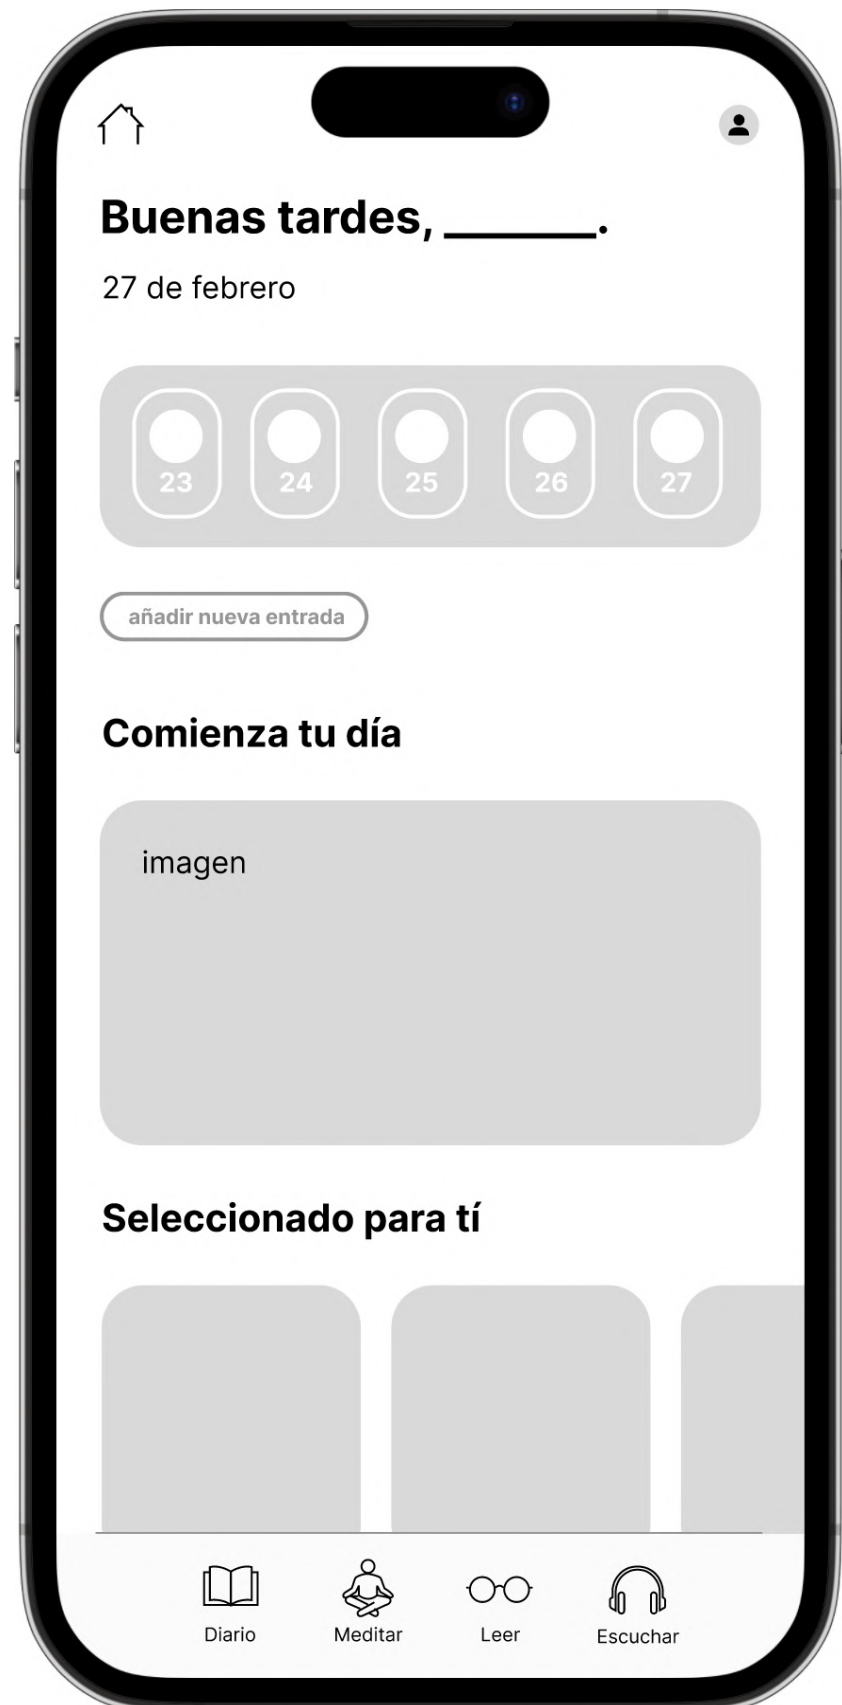 Buenas tardes, ______.
27 de febrero
23 24 25 26 27
añadir nueva entrada
Comienza tu día
imagen
Seleccionado para tí
Diario Meditar Leer Escuchar